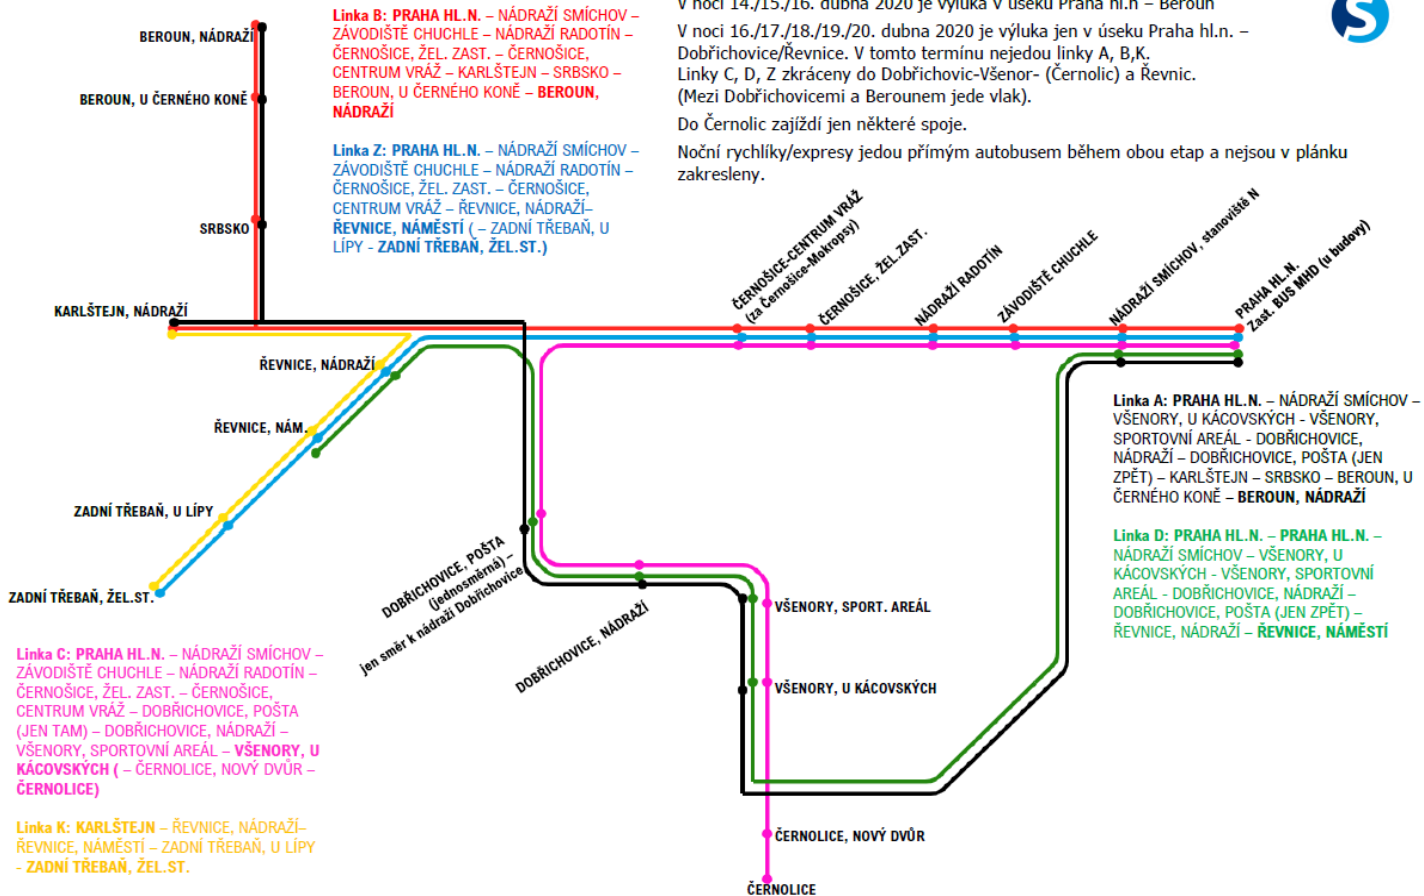 V noci 14./15./16. dubna 2020 je výluka v úseku Praha hl.n – Beroun
V noci 16./17./18./19./20. dubna 2020 je výluka jen v úseku Praha hl.n. –
Dobřichovice/Řevnice. V tomto termínu nejedou linky A, B,K.
Linky C, D, Z zkráceny do Dobřichovic-Všenor- (Černolic) a Řevnic.
(Mezi Dobřichovicemi a Berounem jede vlak).
Do Černolic zajíždí jen některé spoje.
Noční rychlíky/expresy jedou přímým autobusem během obou etap a nejsou v plánku
zakresleny.
S
Linka B: PRAHA HL.N. – NÁDRAŽÍ SMÍCHOV –
ZÁVODIŠTĚ CHUCHLE – NÁDRAŽÍ RADOTÍN –
ČERNOŠICE, ŽEL. ZAST. – ČERNOŠICE,
CENTRUM VRÁŽ – KARLŠTEJN – SRBSKO –
BEROUN, U ČERNÉHO KONĚ – BEROUN,
NÁDRAŽÍ
Linka Z: PRAHA HL.N. – NÁDRAŽÍ SMÍCHOV –
ZÁVODIŠTĚ CHUCHLE – NÁDRAŽÍ RADOTÍN –
ČERNOŠICE, ŽEL. ZAST. – ČERNOŠICE,
CENTRUM VRÁŽ – ŘEVNICE, NÁDRAŽÍ–
ŘEVNICE, NÁMĚSTÍ ( – ZADNÍ TŘEBAŇ, U
LÍPY - ZADNÍ TŘEBAŇ, ŽEL.ST.)
BEROUN, NÁDRAŽÍ
BEROUN, U ČERNÉHO KONĚ
SRBSKO
KARLŠTEJN, NÁDRAŽÍ
ŘEVNICE, NÁDRAŽÍ
ŘEVNICE, NÁM.
ZADNÍ TŘEBAŇ, U LÍPY
ZADNÍ TŘEBAŇ, ŽEL.ST.
ČERNOŠICE-CENTRUM VRÁŽ
(za Černošice-Mokropsy)
ČERNOŠICE, ŽEL.ZAST.
NÁDRAŽÍ RADOTÍN
ZÁVODIŠTĚ CHUCHLE
NÁDRAŽÍ SMÍCHOV, stanoviště N
PRAHA HL.N.
Zast. BUS MHD (u budovy)
DOBŘICHOVICE, POŠTA
(jednosměrná) –
jen směr k nádraží Dobřichovice
DOBŘICHOVICE, NÁDRAŽÍ
VŠENORY, SPORT. AREÁL
VŠENORY, U KÁCOVSKÝCH
ČERNOLICE, NOVÝ DVŮR
ČERNOLICE
Linka A: PRAHA HL.N. – NÁDRAŽÍ SMÍCHOV –
VŠENORY, U KÁCOVSKÝCH - VŠENORY,
SPORTOVNÍ AREÁL - DOBŘICHOVICE,
NÁDRAŽÍ – DOBŘICHOVICE, POŠTA (JEN
ZPĚT) – KARLŠTEJN – SRBSKO – BEROUN, U
ČERNÉHO KONĚ – BEROUN, NÁDRAŽÍ
Linka D: PRAHA HL.N. – PRAHA HL.N. –
NÁDRAŽÍ SMÍCHOV – VŠENORY, U
KÁCOVSKÝCH - VŠENORY, SPORTOVNÍ
AREÁL - DOBŘICHOVICE, NÁDRAŽÍ –
DOBŘICHOVICE, POŠTA (JEN ZPĚT) –
ŘEVNICE, NÁDRAŽÍ – ŘEVNICE, NÁMĚSTÍ
Linka C: PRAHA HL.N. – NÁDRAŽÍ SMÍCHOV –
ZÁVODIŠTĚ CHUCHLE – NÁDRAŽÍ RADOTÍN –
ČERNOŠICE, ŽEL. ZAST. – ČERNOŠICE,
CENTRUM VRÁŽ – DOBŘICHOVICE, POŠTA
(JEN TAM) – DOBŘICHOVICE, NÁDRAŽÍ –
VŠENORY, SPORTOVNÍ AREÁL – VŠENORY, U
KÁCOVSKÝCH ( – ČERNOLICE, NOVÝ DVŮR –
ČERNOLICE)
Linka K: KARLŠTEJN – ŘEVNICE, NÁDRAŽÍ–
ŘEVNICE, NÁMĚSTÍ – ZADNÍ TŘEBAŇ, U LÍPY
- ZADNÍ TŘEBAŇ, ŽEL.ST.